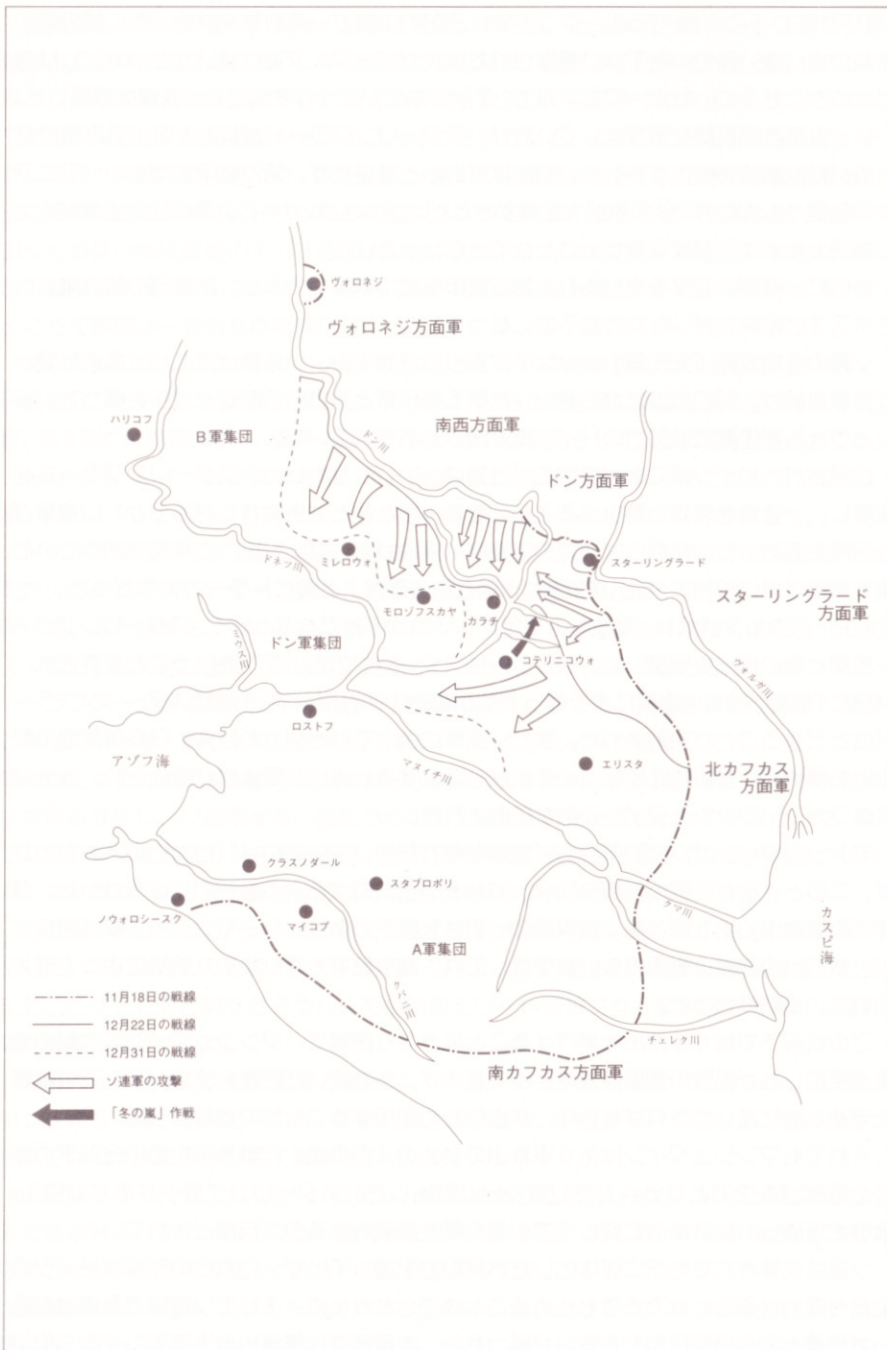 ヴォロネジ
ヴォロネジ方面軍
ハリコフ
B軍集団
ドン川
南西方面軍
ドン方面軍
ミレロウォ
スターリングラード
ドネツ川
モロゾフスカヤ
カラチ
スターリングラード
方面軍
ミウス川
ドン軍集団
コテリニコウォ
ヴォルガ川
ロストフ
アゾフ海
マヌイチ川
エリスタ
北カフカス
方面軍
クラスノダール
スタブロポリ
ノウォロシースク
マイコプ
クマ川
カスピ海
A軍集団
クバニ川
チェレク川
南カフカス方面軍
11月18日の戦線
12月22日の戦線
12月31日の戦線
ソ連軍の攻撃
「冬の嵐」作戦